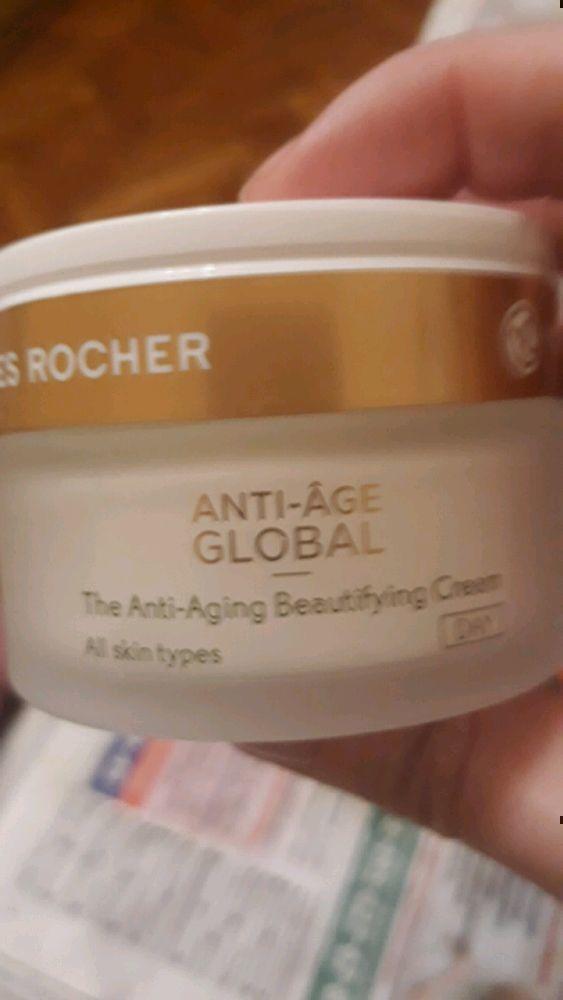 ES ROCHER
ANTI-ÂGE
GLOBAL
The Anti-Aging Beautifying Cream
All skin types
DAY